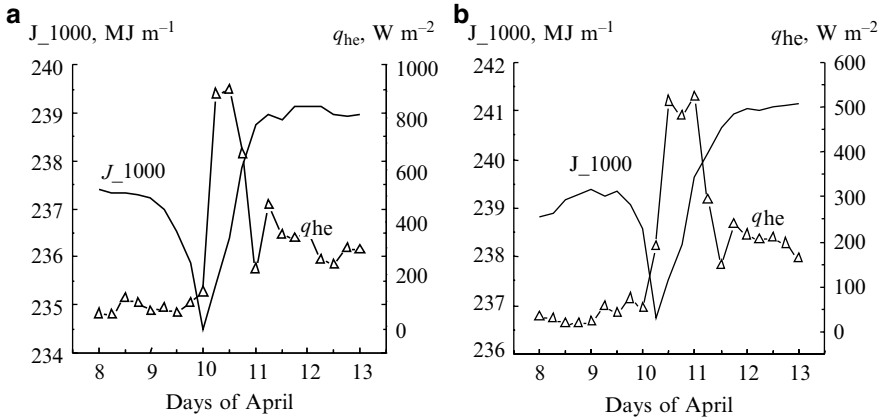 a
J_1000, MJ m⁻¹ q_he, W m⁻²
240
239
238
237
236
235
234
1000
800
600
400
200
0
J_1000
q_he
8 9 10 11 12 13
Days of April
b
J_1000, MJ m⁻¹ q_he, W m⁻²
242
241
240
239
238
237
236
600
500
400
300
200
100
0
J_1000
q_he
8 9 10 11 12 13
Days of April